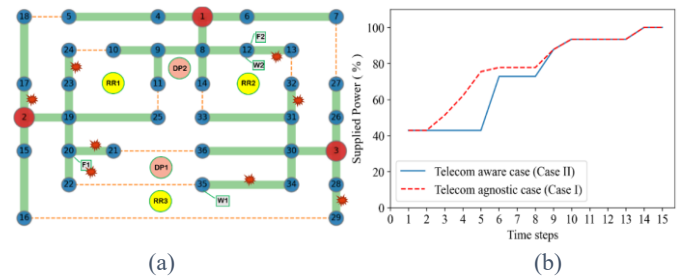 18 5 4 1 6 7
F2
24 10 9 8 12 13
DP2 W2
17 23 RR1 11 14 RR2 32 27
2 19 25 33 31 26
15 20 21 36 30 3
F1 DP1
22 35 34 28
RR3 W1
16 29
(a)
Supplied Power ( % )
100
80
60
40
20
0
Telecom aware case (Case II)
Telecom agnostic case (Case I)
1 2 3 4 5 6 7 8 9 10 11 12 13 14 15
Time steps
(b)